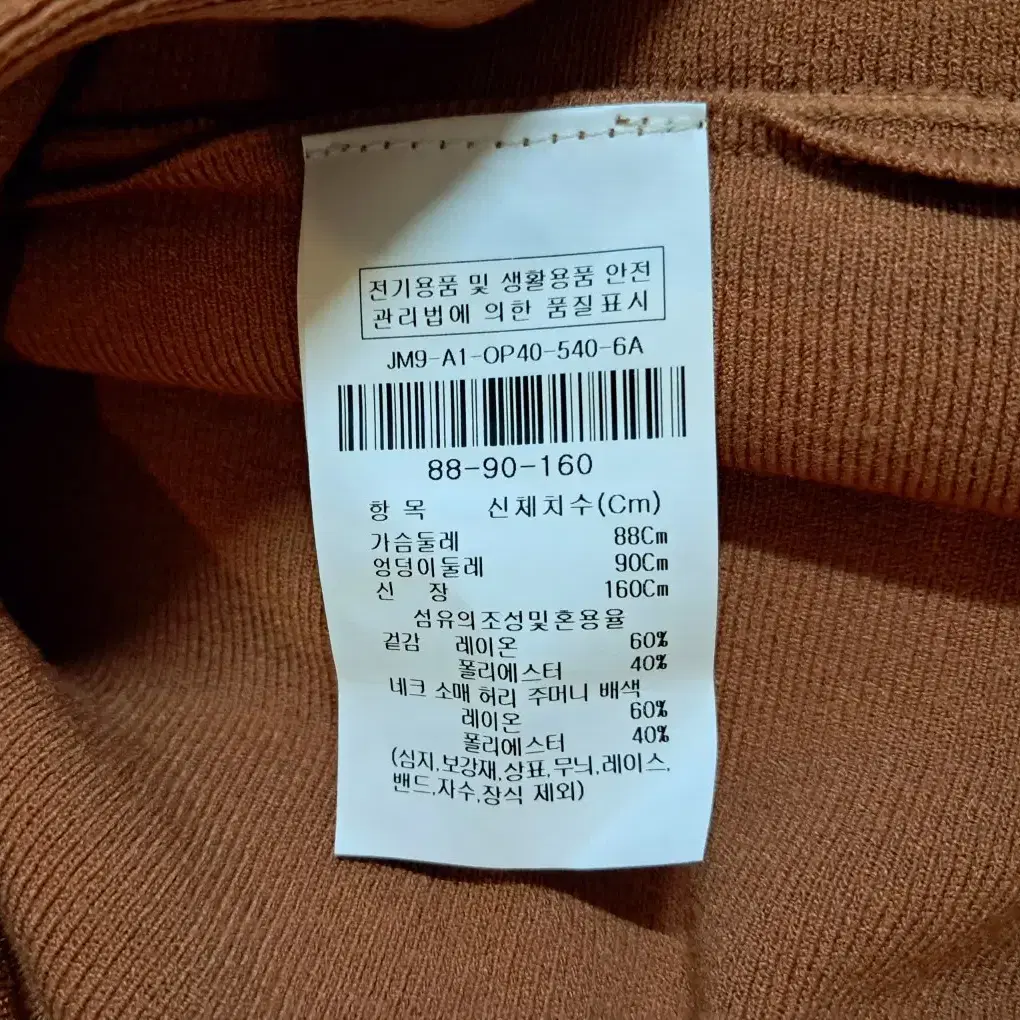 전기용품 및 생활용품 안전
관리법에 의한 품질표시
JM9-A1-OP40-540-6A
88-90-160
항 목 신체치수(Cm)
가슴둘레 88Cm
엉덩이둘레 90Cm
신 장 160Cm
섬유의조성및혼용율
겉감 레이온 60%
폴리에스터 40%
네크 소매 허리 주머니 배색
레이온 60%
폴리에스터 40%
(심지,보강재,상표,무늬,레이스,
밴드,자수,장식 제외)